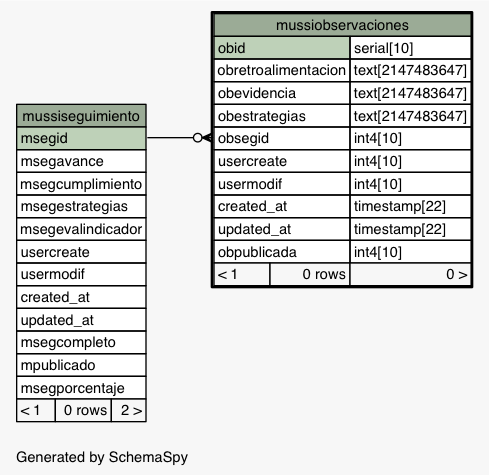 mussiobservaciones
obid serial[10]
obretroalimentacion text[2147483647]
obevidencia text[2147483647]
obestrategias text[2147483647]
obsegid int4[10]
usercreate int4[10]
usermodif int4[10]
created_at timestamp[22]
updated_at timestamp[22]
obpublicada int4[10]
< 1 0 rows 0 >
mussiseguimiento
msegid
msegavance
msegcumplimiento
msegestrategias
msegevalindicador
usercreate
usermodif
created_at
updated_at
msegcompleto
mpublicado
msegporcentaje
< 1 0 rows 2 >
Generated by SchemaSpy